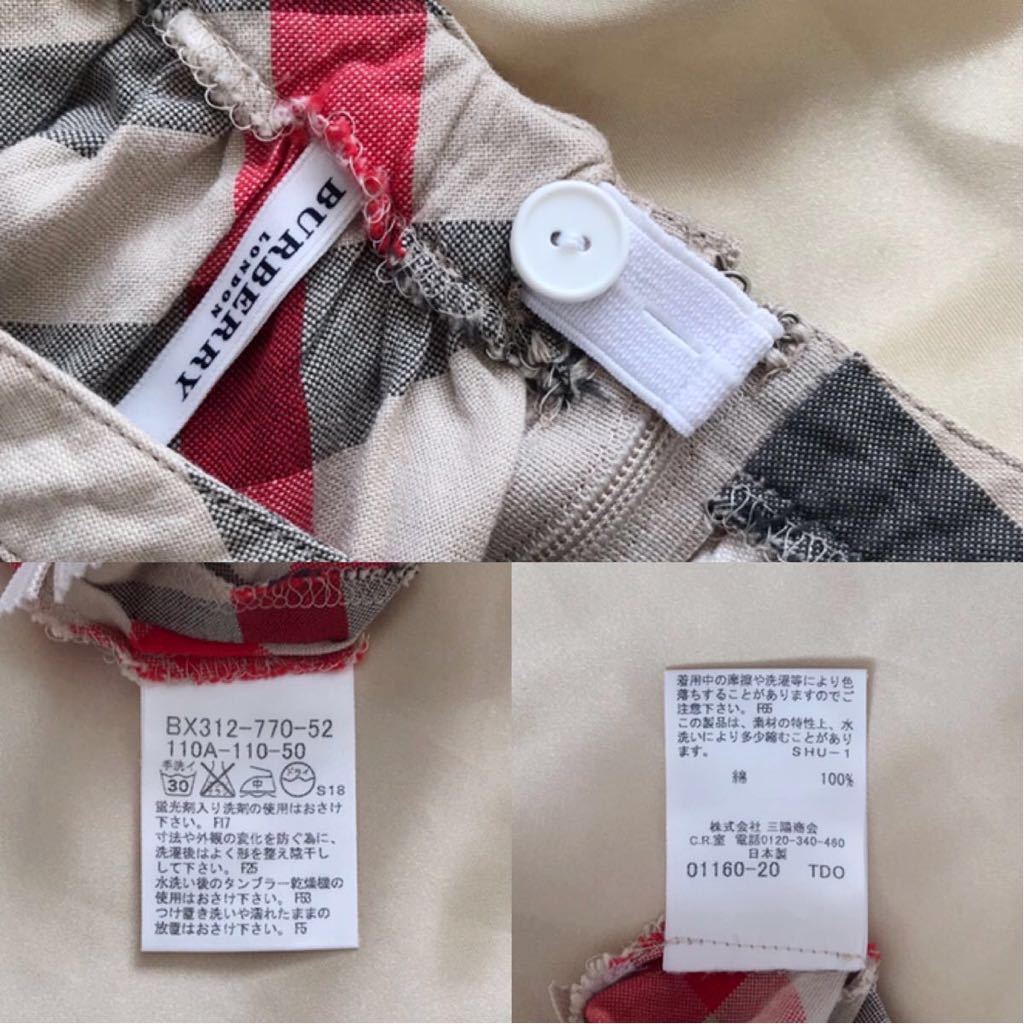 BURBERRY
LONDON
BX312-770-52
110A-110-50
手洗イ
30 中 ドライ S18
蛍光剤入り洗剤の使用はおさけ
下さい。 F17
寸法や外観の変化を防ぐ為に、
洗濯後はよく形を整え陰干し
して下さい。 F25
水洗い後のタンブラー乾燥機の
使用はおさけ下さい。 F53
つけ置き洗いや濡れたままの
放置はおさけ下さい。 F5
着用中の摩擦や洗濯等により色
落ちすることがありますのでご
注意下さい。 F65
この製品は、素材の特性上、水
洗いにより多少縮むことがあり
ます。 SHU-1
綿 100%
株式会社 三陽商会
C.R.室 電話0120-340-460
日本製
01160-20 TDO